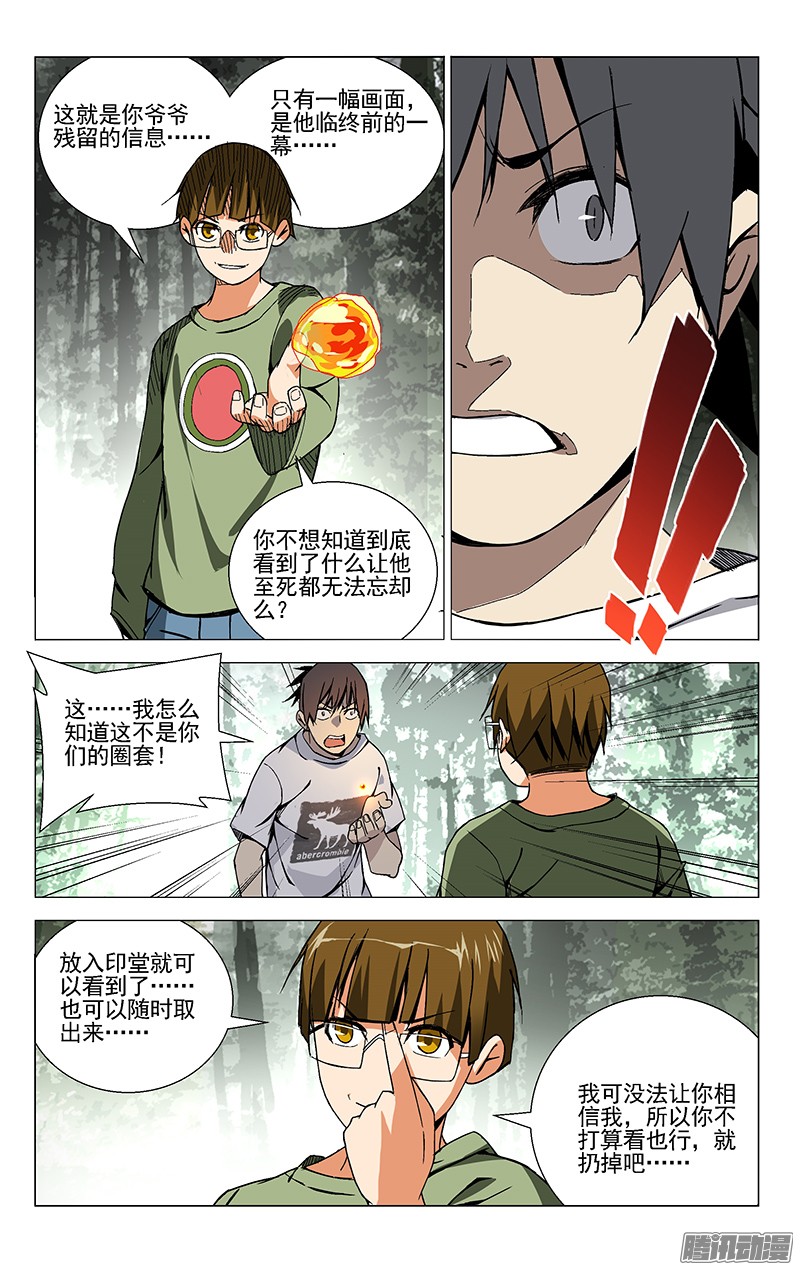 这就是你爷爷
残留的信息……
只有一幅画面，
是他临终前的一
幕……
你不想知道到底
看到了什么让他
至死都无法忘却
么？
!!
这……我怎么
知道这不是你
们的圈套！
abercrombie
放入印堂就可
以看到了……
也可以随时取
出来……
我可没法让你相
信我，所以你不
打算看也行，就
扔掉吧……
腾讯动漫